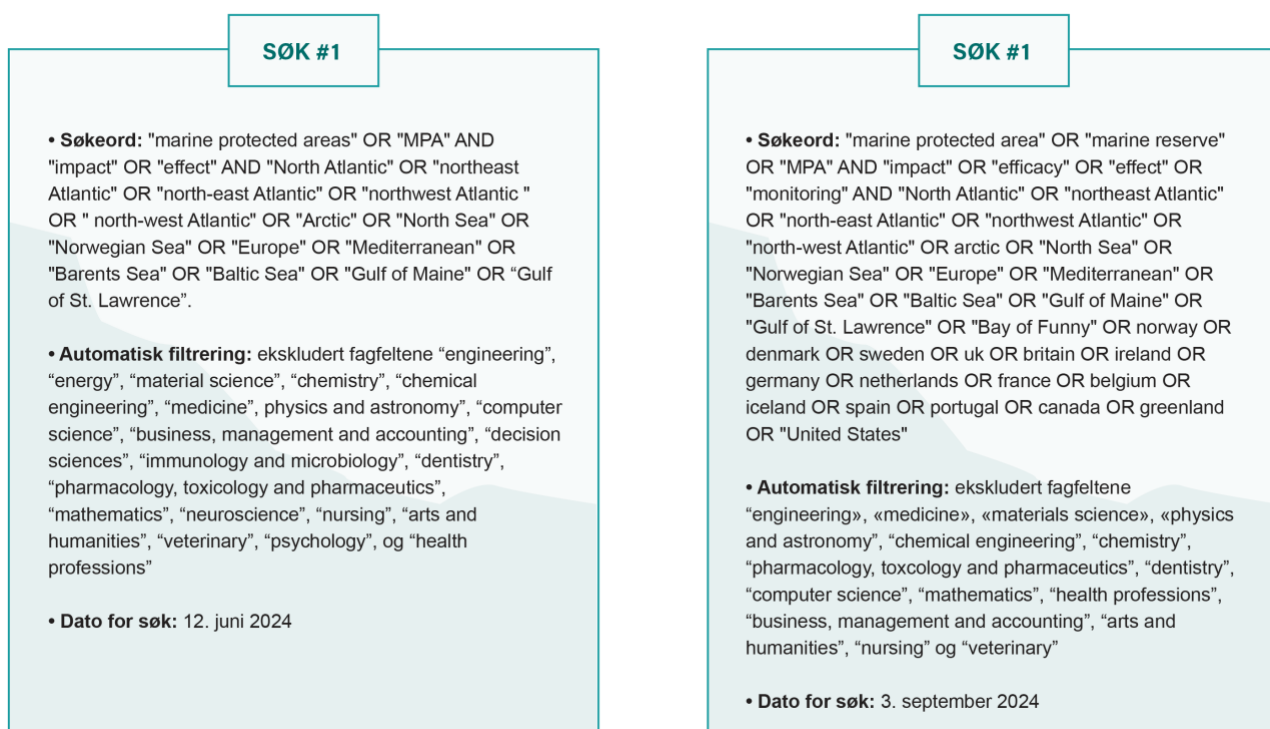 SØK #1
• Søkeord: "marine protected areas" OR "MPA" AND
"impact" OR "effect" AND "North Atlantic" OR "northeast
Atlantic" OR "north-east Atlantic" OR "northwest Atlantic "
OR " north-west Atlantic" OR "Arctic" OR "North Sea" OR
"Norwegian Sea" OR "Europe" OR "Mediterranean" OR
"Barents Sea" OR "Baltic Sea" OR "Gulf of Maine" OR “Gulf
of St. Lawrence”.
• Automatisk filtrering: ekskludert fagfeltene “engineering”,
“energy”, “material science”, “chemistry”, “chemical
engineering”, “medicine”, physics and astronomy”, “computer
science”, “business, management and accounting”, “decision
sciences”, “immunology and microbiology”, “dentistry”,
“pharmacology, toxicology and pharmaceutics”,
“mathematics”, “neuroscience”, “nursing”, “arts and
humanities”, “veterinary”, “psychology”, og “health
professions”
• Dato for søk: 12. juni 2024
SØK #1
• Søkeord: "marine protected area" OR "marine reserve"
OR "MPA" AND "impact" OR "efficacy" OR "effect" OR
"monitoring" AND "North Atlantic" OR "northeast Atlantic"
OR "north-east Atlantic" OR "northwest Atlantic" OR
"north-west Atlantic" OR arctic OR "North Sea" OR
"Norwegian Sea" OR "Europe" OR "Mediterranean" OR
"Barents Sea" OR "Baltic Sea" OR "Gulf of Maine" OR
"Gulf of St. Lawrence" OR "Bay of Funny" OR norway OR
denmark OR sweden OR uk OR britain OR ireland OR
germany OR netherlands OR france OR belgium OR
iceland OR spain OR portugal OR canada OR greenland
OR "United States"
• Automatisk filtrering: ekskludert fagfeltene
“engineering», «medicine», «materials science», «physics
and astronomy”, “chemical engineering”, “chemistry”,
“pharmacology, toxcology and pharmaceutics”, “dentistry”,
“computer science”, “mathematics”, “health professions”,
“business, management and accounting”, “arts and
humanities”, “nursing” og “veterinary”
• Dato for søk: 3. september 2024